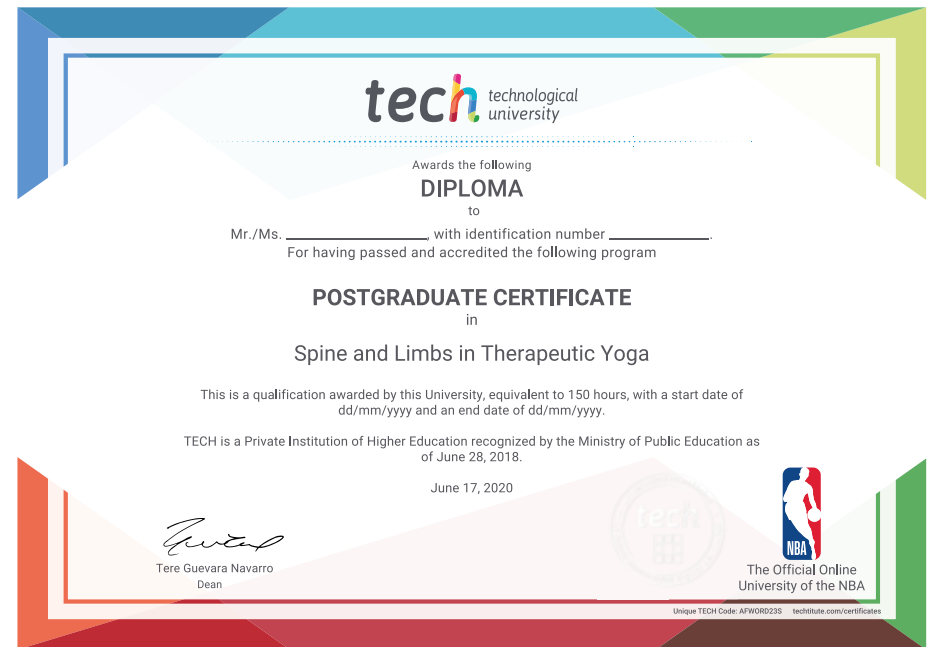 tech technological
university
Awards the following
DIPLOMA
to
Mr./Ms. ____________________, with identification number ______________.
For having passed and accredited the following program
POSTGRADUATE CERTIFICATE
in
Spine and Limbs in Therapeutic Yoga
This is a qualification awarded by this University, equivalent to 150 hours, with a start date of
dd/mm/yyyy and an end date of dd/mm/yyyy.
TECH is a Private Institution of Higher Education recognized by the Ministry of Public Education as
of June 28, 2018.
June 17, 2020
tech
NBA
Tere Guevara Navarro
Dean
The Official Online
University of the NBA
Unique TECH Code: AFWORD23S techtitute.com/certificates